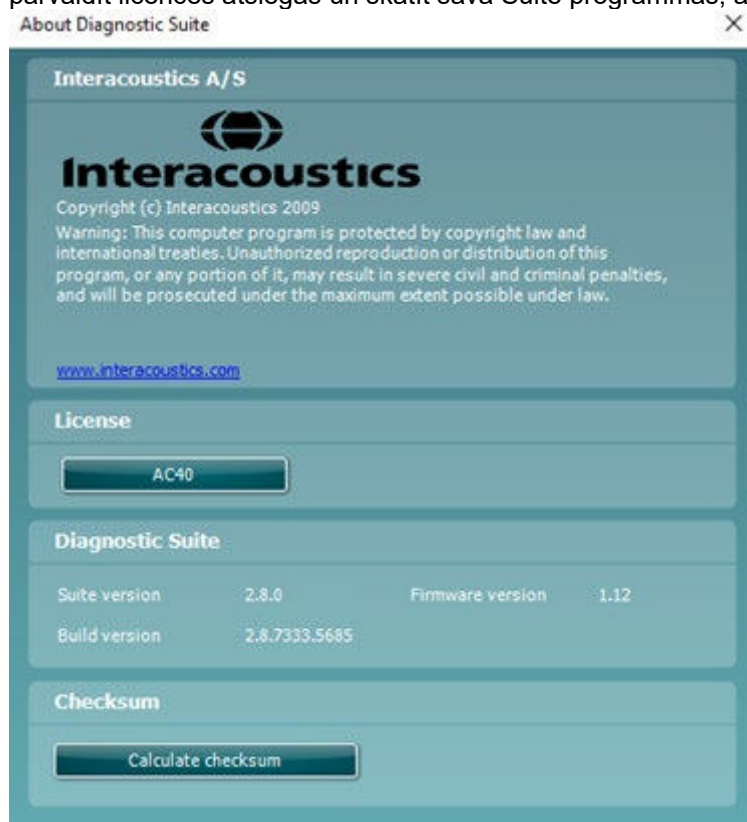 pārvaldīt licences atslēgas un skatīt sava Suite programmas, a
About Diagnostic Suite
Interacoustics A/S
Interacoustics
Copyright (c) Interacoustics 2009
Warning: This computer program is protected by copyright law and
international treaties. Unauthorized reproduction or distribution of this
program, or any portion of it, may result in severe civil and criminal penalties,
and will be prosecuted under the maximum extent possible under law.
www.interacoustics.com
License
AC40
Diagnostic Suite
Suite version 2.8.0 Firmware version 1.12
Build version 2.8.7333.5685
Checksum
Calculate checksum